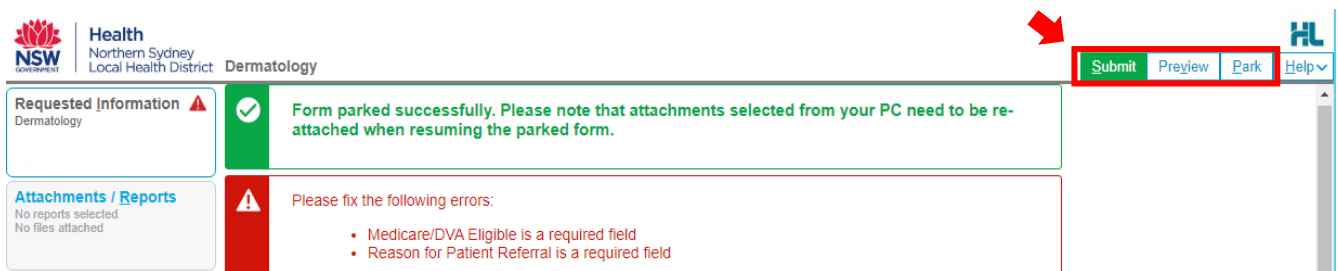 Health
Northern Sydney
Local Health District
NSW
GOVERNMENT
Dermatology
HL
Submit Preview Park Help
Requested Information
Dermatology
Form parked successfully. Please note that attachments selected from your PC need to be re-
attached when resuming the parked form.
Attachments / Reports
No reports selected
No files attached
Please fix the following errors:
• Medicare/DVA Eligible is a required field
• Reason for Patient Referral is a required field